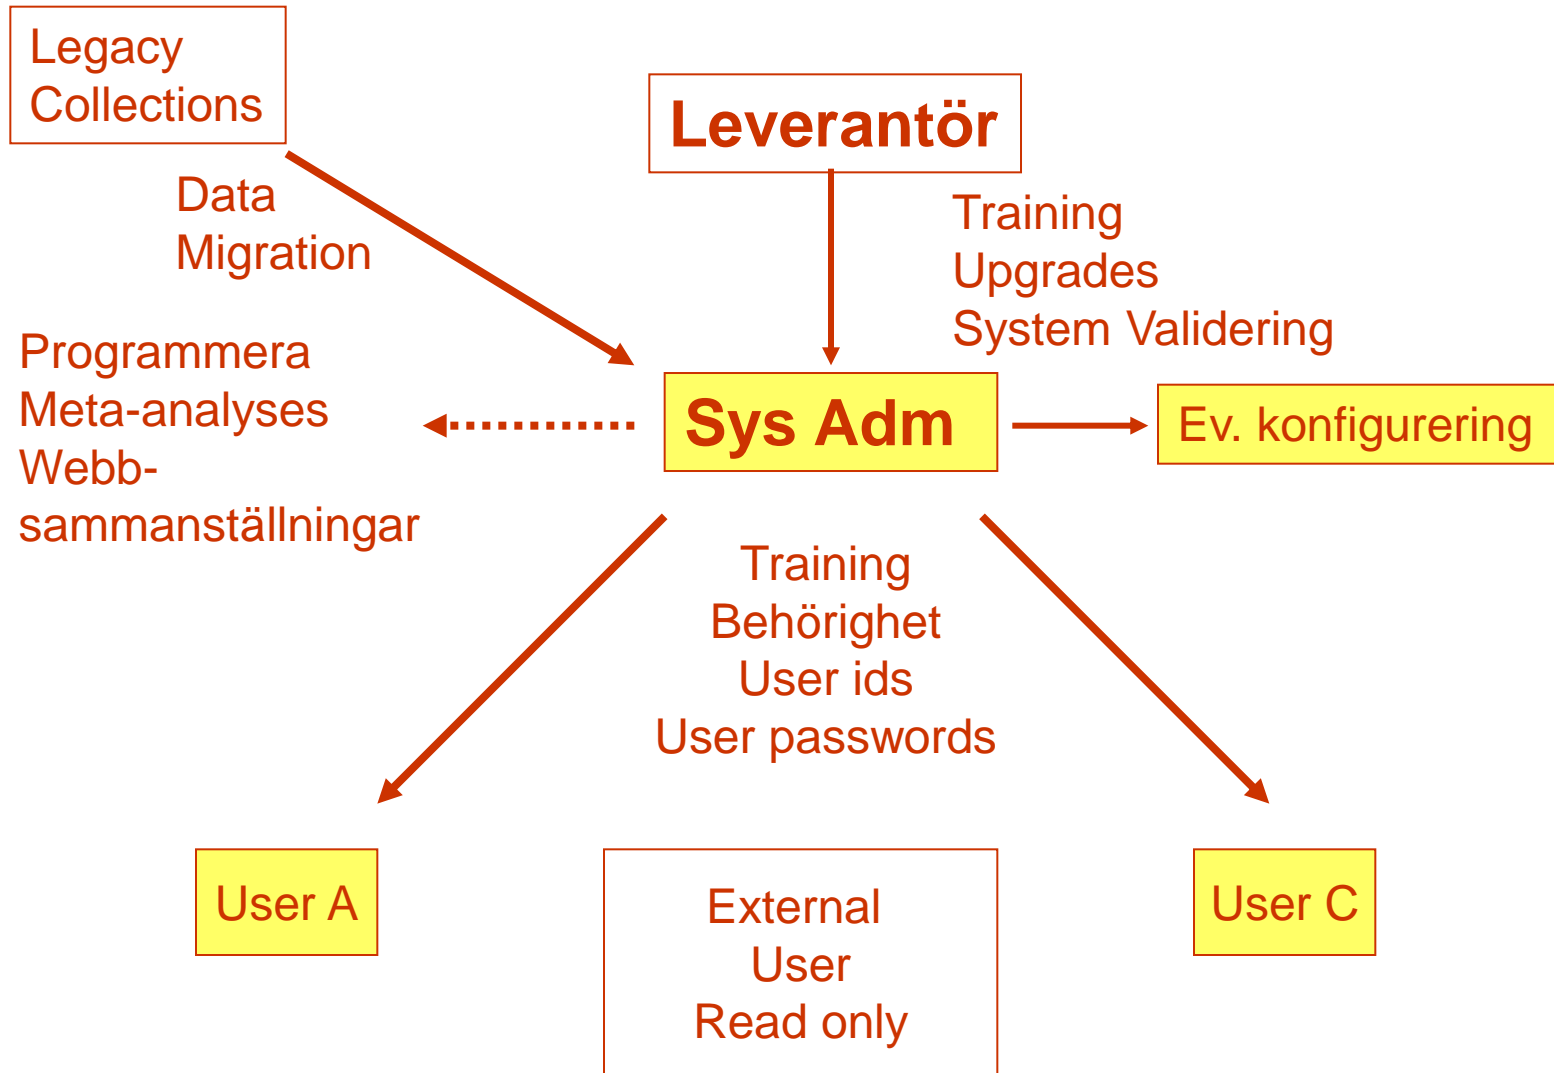 Legacy
Collections
Leverantör
Data
Migration
Training
Upgrades
System Validering
Programmera
Meta-analyses
Webb-
sammanställningar
Sys Adm
Ev. konfigurering
Training
Behörighet
User ids
User passwords
User A
External
User
Read only
User C